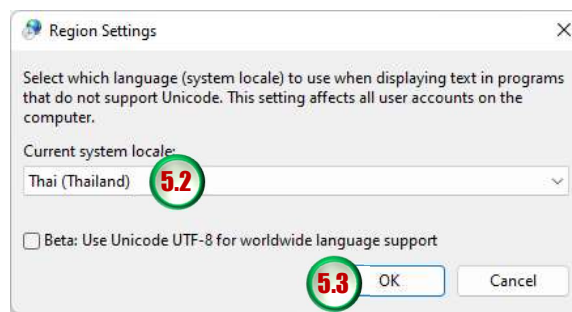 Region Settings
Select which language (system locale) to use when displaying text in programs
that do not support Unicode. This setting affects all user accounts on the
computer.
Current system locale:
Thai (Thailand) 5.2
Beta: Use Unicode UTF-8 for worldwide language support
5.3 OK Cancel